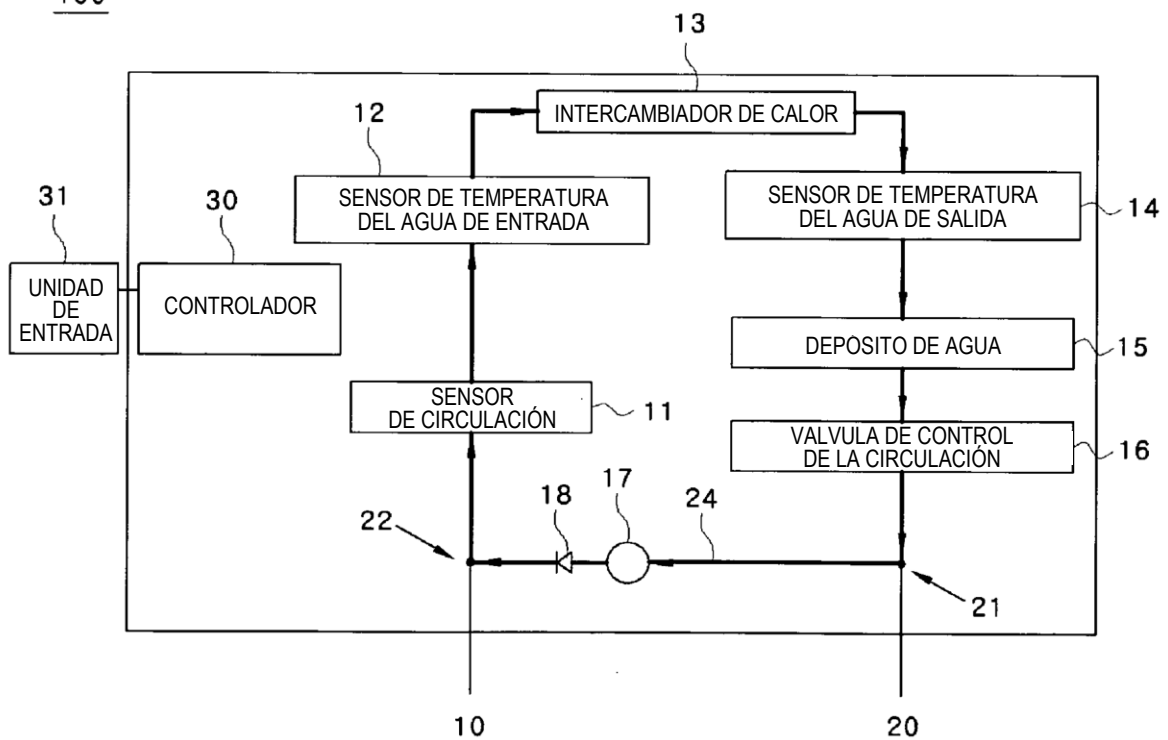 13
INTERCAMBIADOR DE CALOR
12
SENSOR DE TEMPERATURA
DEL AGUA DE ENTRADA
SENSOR DE TEMPERATURA
DEL AGUA DE SALIDA
14
31
30
UNIDAD
DE
ENTRADA
CONTROLADOR
DEPOSITO DE AGUA
15
SENSOR
DE CIRCULACIÓN
11
VALVULA DE CONTROL
DE LA CIRCULACIÓN
16
22
18
17
24
21
10
20